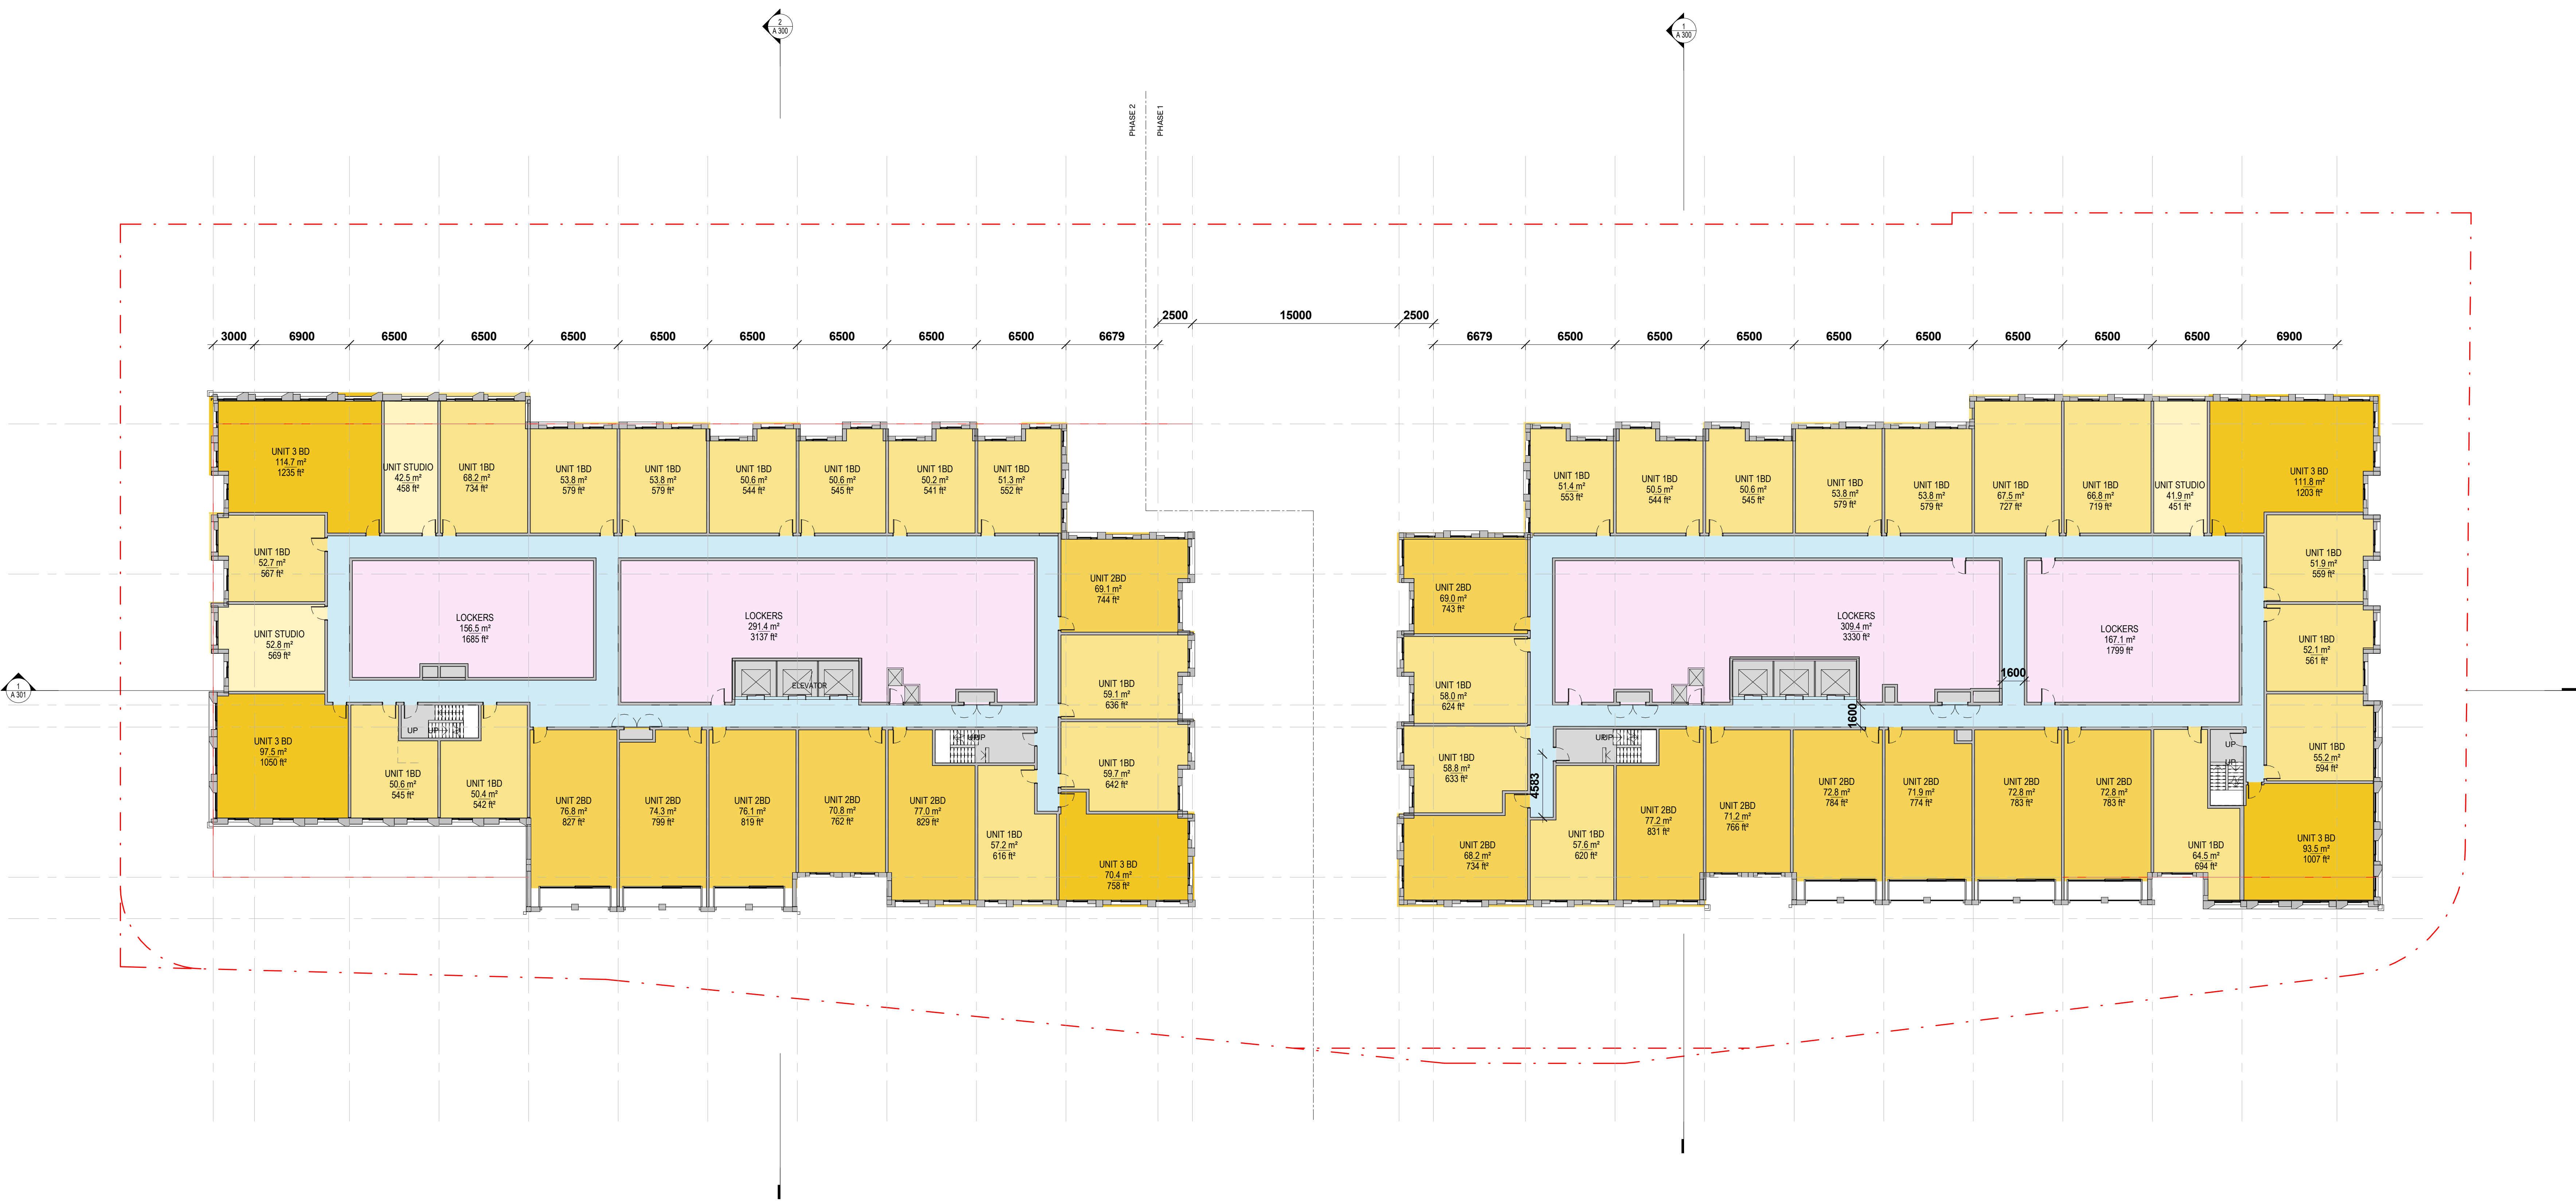 2
A 300
1
A 300
PHASE 2
PHASE 1
2500
15000
2500
3000
6900
6500
6500
6500
6500
6500
6500
6500
6500
6679
6679
6500
6500
6500
6500
6500
6500
6500
6500
6900
UNIT 3 BD
114.7 m²
1235 ft²
UNIT STUDIO
42.5 m²
458 ft²
UNIT 1BD
68.2 m²
734 ft²
UNIT 1BD
53.8 m²
579 ft²
UNIT 1BD
53.8 m²
579 ft²
UNIT 1BD
50.6 m²
544 ft²
UNIT 1BD
50.6 m²
545 ft²
UNIT 1BD
50.2 m²
541 ft²
UNIT 1BD
51.3 m²
552 ft²
UNIT 1BD
51.4 m²
553 ft²
UNIT 1BD
50.5 m²
544 ft²
UNIT 1BD
50.6 m²
545 ft²
UNIT 1BD
53.8 m²
579 ft²
UNIT 1BD
53.8 m²
579 ft²
UNIT 1BD
67.5 m²
727 ft²
UNIT 1BD
66.8 m²
719 ft²
UNIT STUDIO
41.9 m²
451 ft²
UNIT 3 BD
111.8 m²
1203 ft²
UNIT 1BD
52.7 m²
567 ft²
UNIT 2BD
69.1 m²
744 ft²
UNIT 2BD
69.0 m²
743 ft²
UNIT 1BD
51.9 m²
559 ft²
UNIT STUDIO
52.8 m²
569 ft²
LOCKERS
156.5 m²
1685 ft²
LOCKERS
291.4 m²
3137 ft²
ELEVATOR
LOCKERS
309.4 m²
3330 ft²
LOCKERS
167.1 m²
1799 ft²
1600
UNIT 1BD
52.1 m²
561 ft²
1
A 301
UNIT 1BD
59.1 m²
636 ft²
UNIT 1BD
58.0 m²
624 ft²
1600
UP
UP
UP
UP
UP
UP
UP
UP
UNIT 3 BD
97.5 m²
1050 ft²
UNIT 1BD
50.6 m²
545 ft²
UNIT 1BD
50.4 m²
542 ft²
UNIT 2BD
76.8 m²
827 ft²
UNIT 2BD
74.3 m²
799 ft²
UNIT 2BD
76.1 m²
819 ft²
UNIT 2BD
70.8 m²
762 ft²
UNIT 2BD
77.0 m²
829 ft²
UNIT 1BD
57.2 m²
616 ft²
UNIT 1BD
59.7 m²
642 ft²
UNIT 3 BD
70.4 m²
758 ft²
UNIT 1BD
58.8 m²
633 ft²
4583
UNIT 2BD
68.2 m²
734 ft²
UNIT 1BD
57.6 m²
620 ft²
UNIT 2BD
77.2 m²
831 ft²
UNIT 2BD
71.2 m²
766 ft²
UNIT 2BD
72.8 m²
784 ft²
UNIT 2BD
71.9 m²
774 ft²
UNIT 2BD
72.8 m²
783 ft²
UNIT 2BD
72.8 m²
783 ft²
UNIT 1BD
64.5 m²
694 ft²
UNIT 1BD
55.2 m²
594 ft²
UNIT 3 BD
93.5 m²
1007 ft²